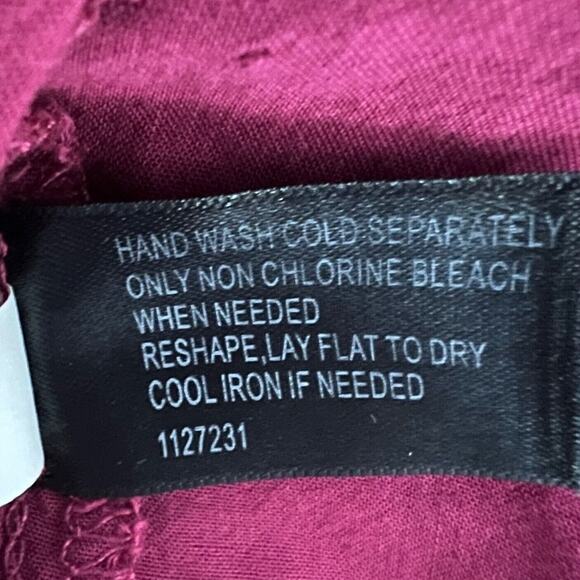 HAND WASH COLD SEPARATELY
ONLY NON CHLORINE BLEACH
WHEN NEEDED
RESHAPE,LAY FLAT TO DRY
COOL IRON IF NEEDED
1127231